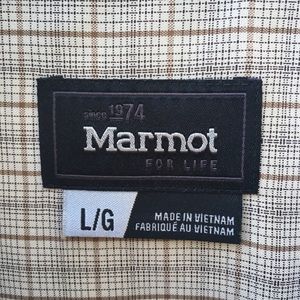 SINCE 1974
Marmot
FOR LIFE
L/G
MADE IN VIETNAM
FABRIQUÉ AU VIETNAM